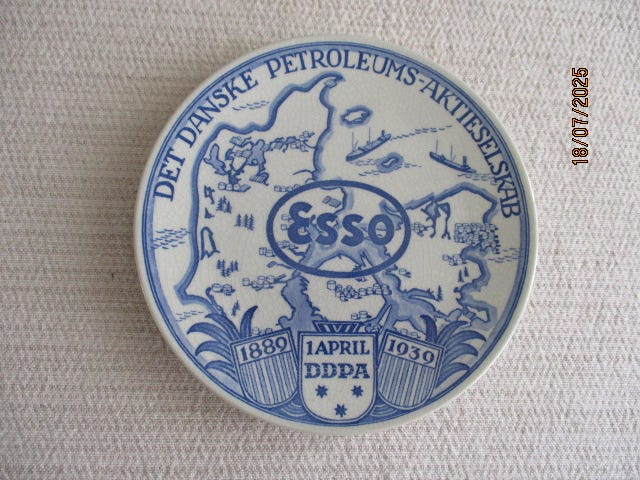 DET DANSKE PETROLEUMS-AKTIESELSKAB
Esso
1889
1 APRIL
DDPA
1939
18/07/2025